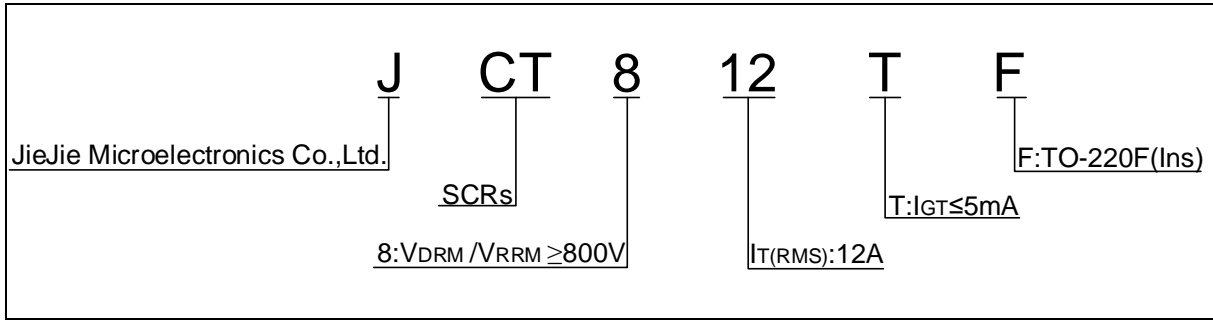 J CT 8 12 T F
JieJie Microelectronics Co.,Ltd.
F:TO-220F(Ins)
SCRs
T:IGT≤5mA
8:VDRM /VRRM ≥800V
IT(RMS):12A